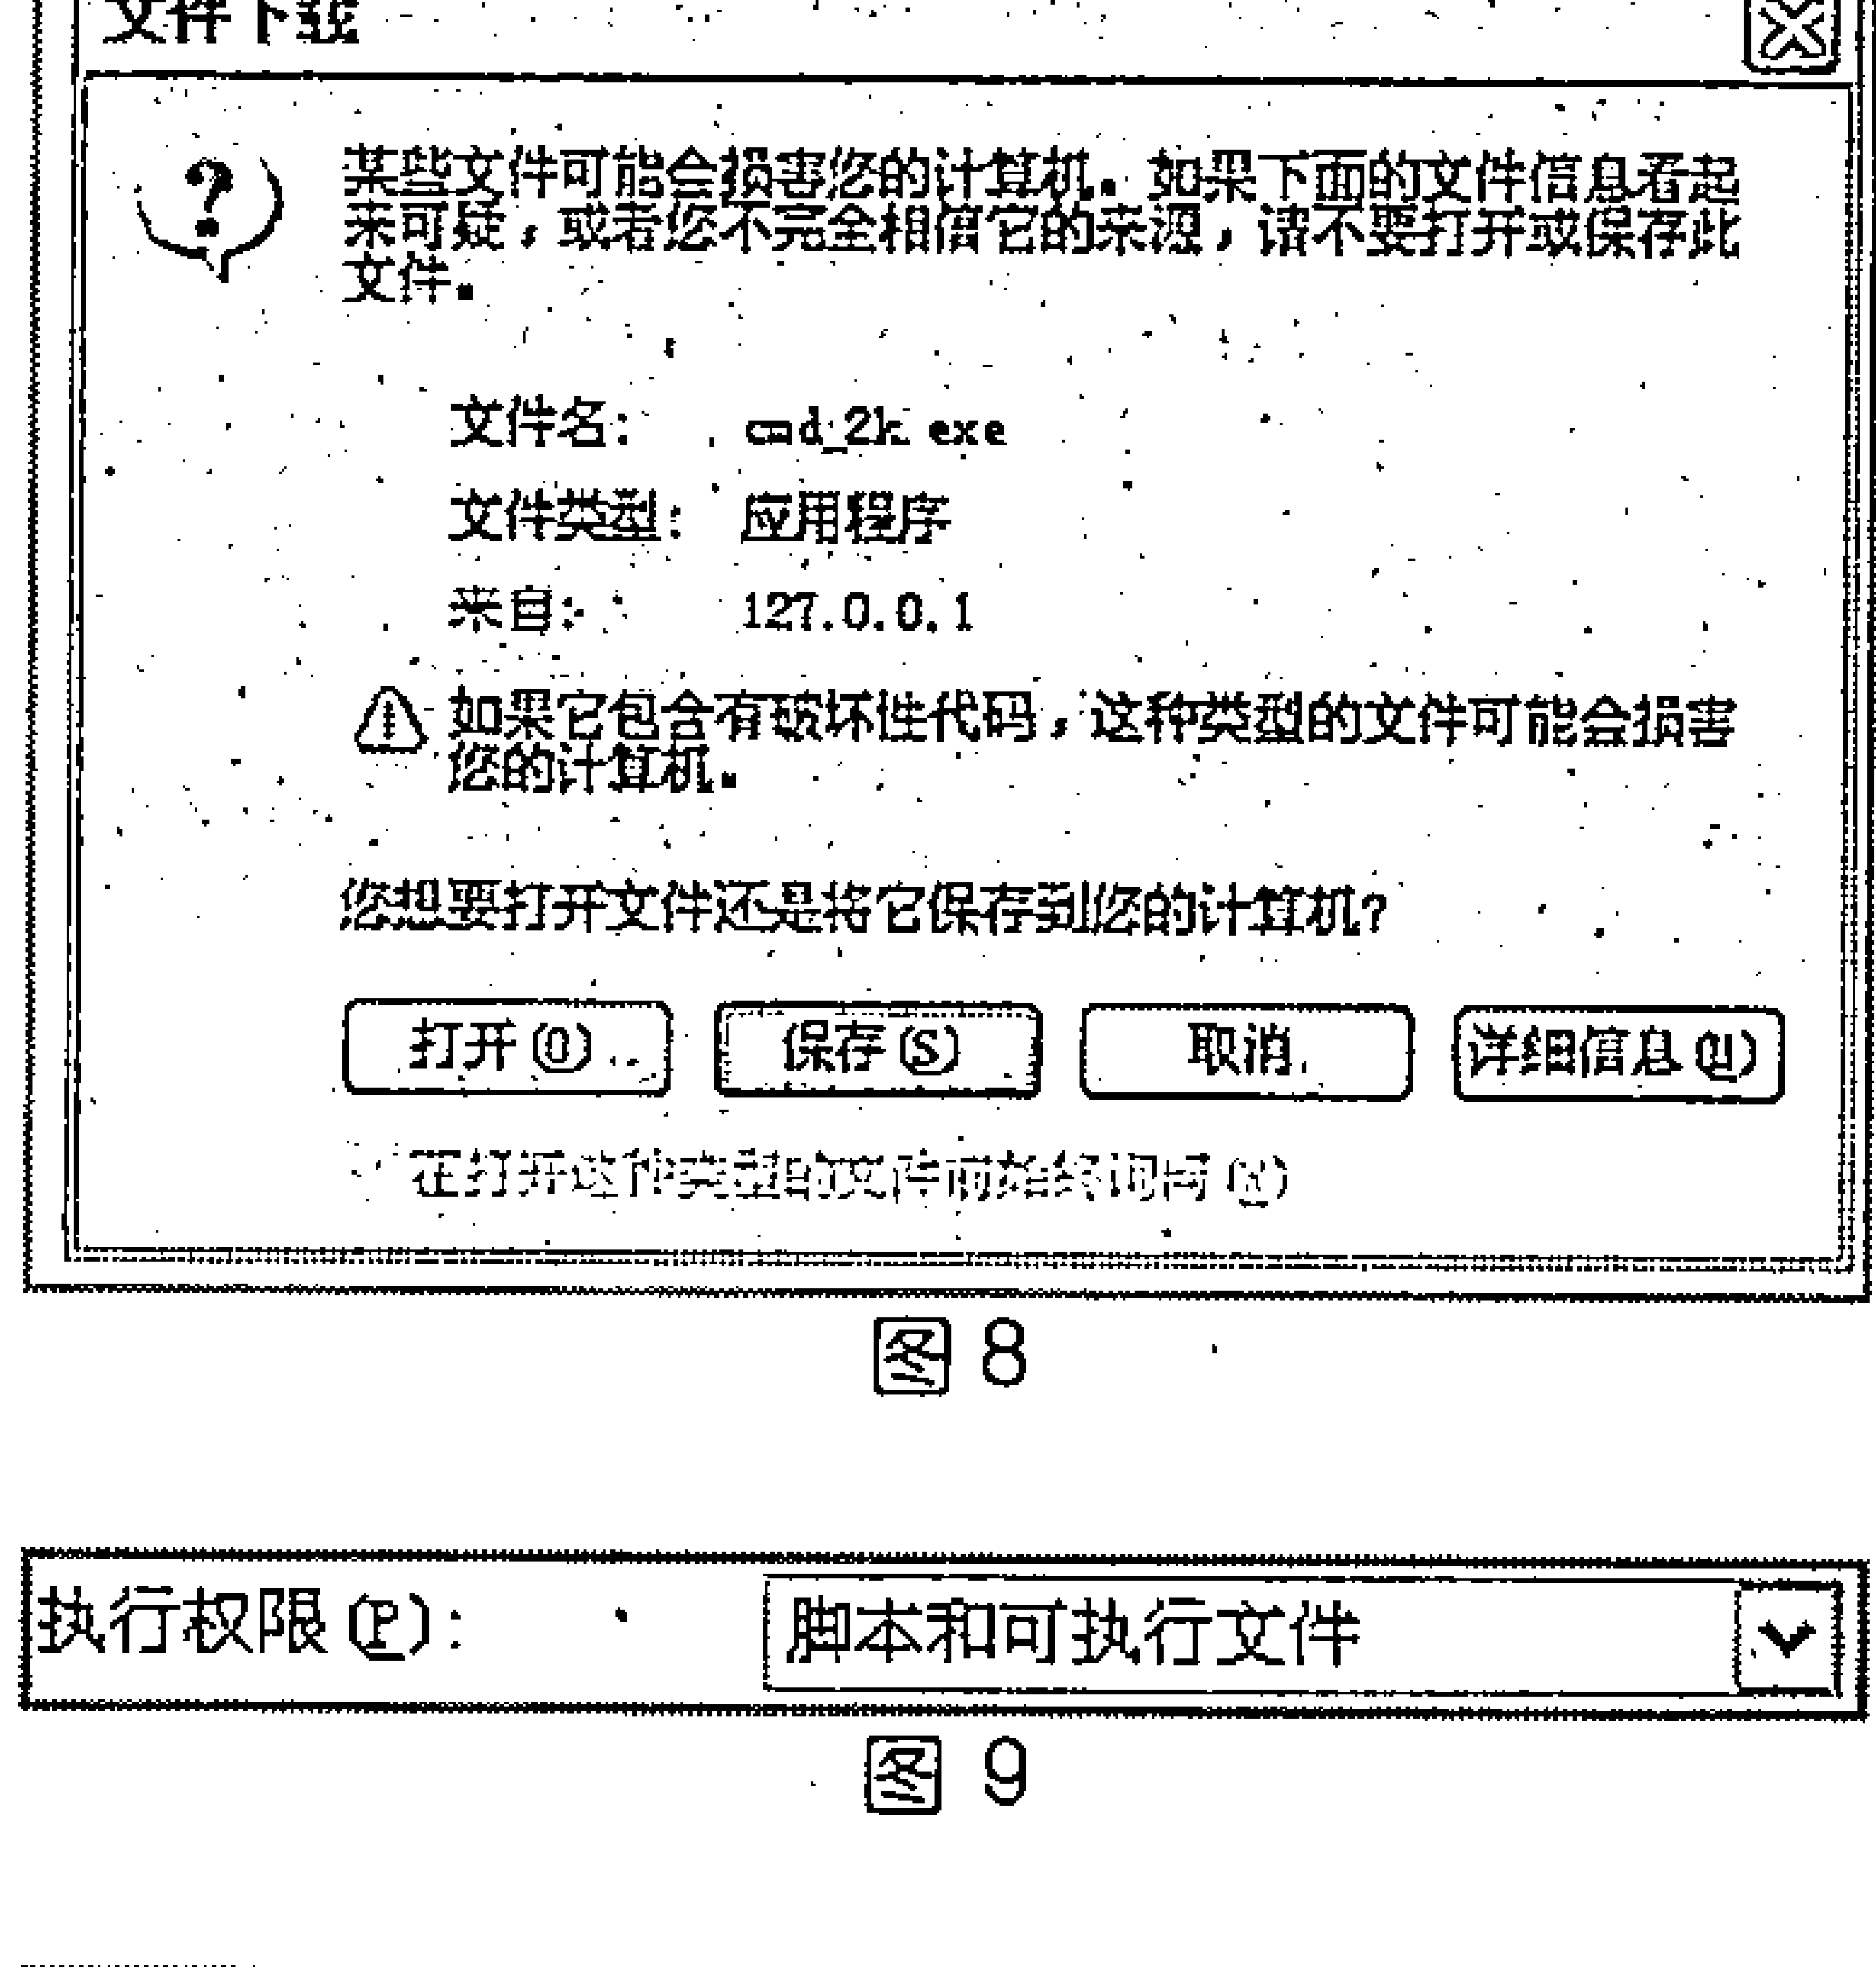 文件下载
某些文件可能会损害您的计算机。如果下面的文件信息看起
来可疑，或者您不完全相信它的来源，请不要打开或保存此
文件。
文件名： cmd_2k.exe
文件类型： 应用程序
来自： 127.0.0.1
如果它包含有破坏性代码，这种类型的文件可能会损害
您的计算机。
您想要打开文件还是将它保存到您的计算机?
打开(O) 保存(S) 取消 详细信息(M)
在打开这种类型的文件前始终询问(W)
图 8
执行权限(P)： 脚本和可执行文件
图 9